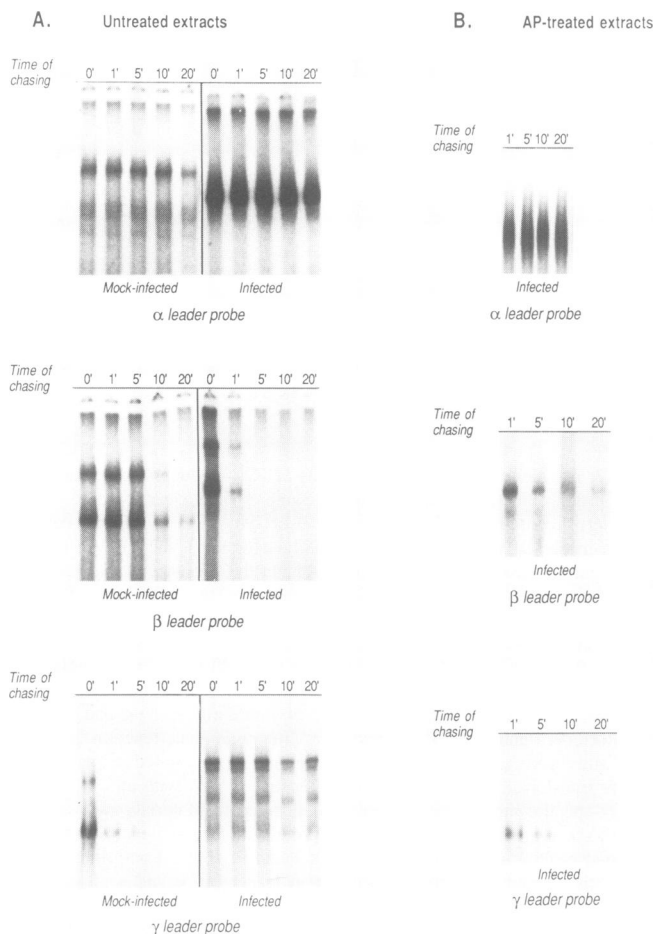 A. Untreated extracts
Time of chasing
0' 1' 5' 10' 20' 0' 1' 5' 10' 20'
Mock-infected Infected
α leader probe
Time of chasing
0' 1' 5' 10' 20' 0' 1' 5' 10' 20'
Mock-infected Infected
β leader probe
Time of chasing
0' 1' 5' 10' 20' 0' 1' 5' 10' 20'
Mock-infected Infected
γ leader probe
B. AP-treated extracts
Time of chasing
1' 5' 10' 20'
Infected
α leader probe
Time of chasing
1' 5' 10' 20'
Infected
β leader probe
Time of chasing
1' 5' 10' 20'
Infected
γ leader probe